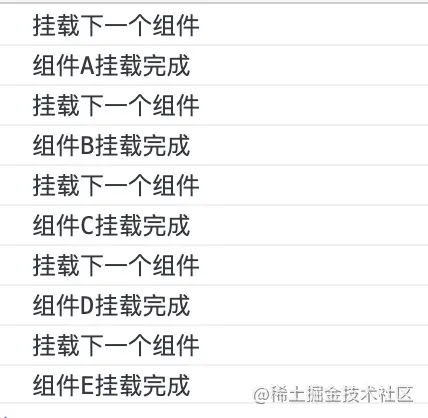 挂载下一个组件
组件A挂载完成
挂载下一个组件
组件B挂载完成
挂载下一个组件
组件C挂载完成
挂载下一个组件
组件D挂载完成
挂载下一个组件
组件E挂载完成
@稀土掘金技术社区